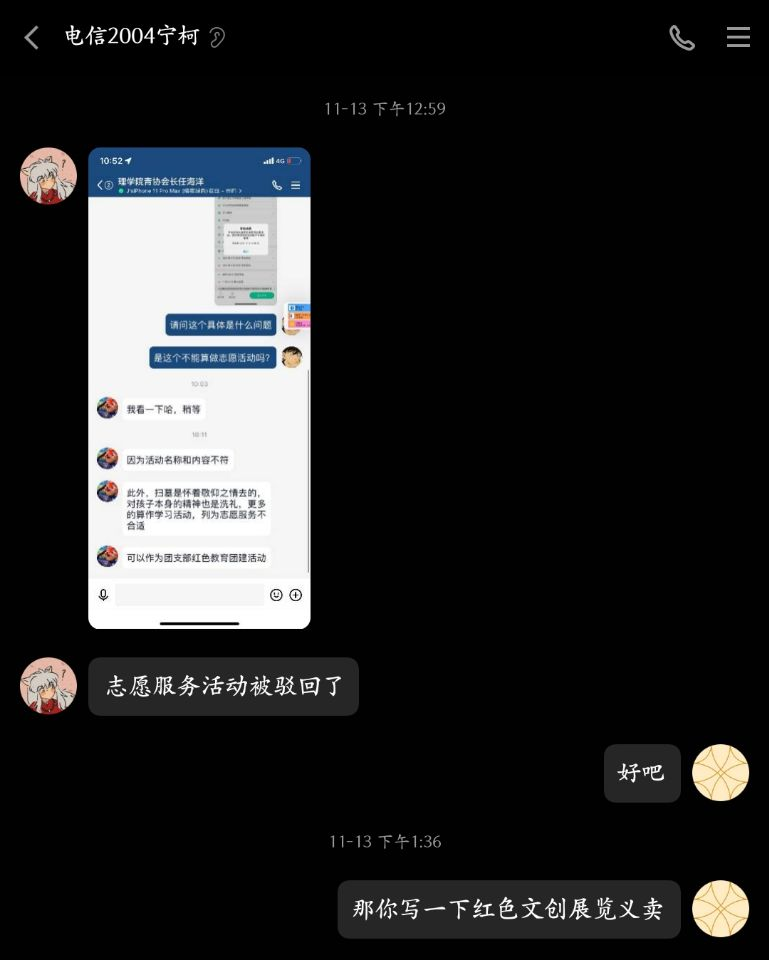 电信2004宁柯
11-13 下午12:59
10:52
4G
理学院青协会长任海洋
请问这个具体是什么问题
是这个不能算做志愿活动吗?
10:03
我看一下哈，稍等
10:11
因为活动名称和内容不符
此外，扫墓是怀着敬仰之情去的，
对孩子本身的精神也是洗礼，更多
的算作学习活动，列为志愿服务不
合适
可以作为团支部红色教育团建活动
志愿服务活动被驳回了
好吧
11-13 下午1:36
那你写一下红色文创展览义卖